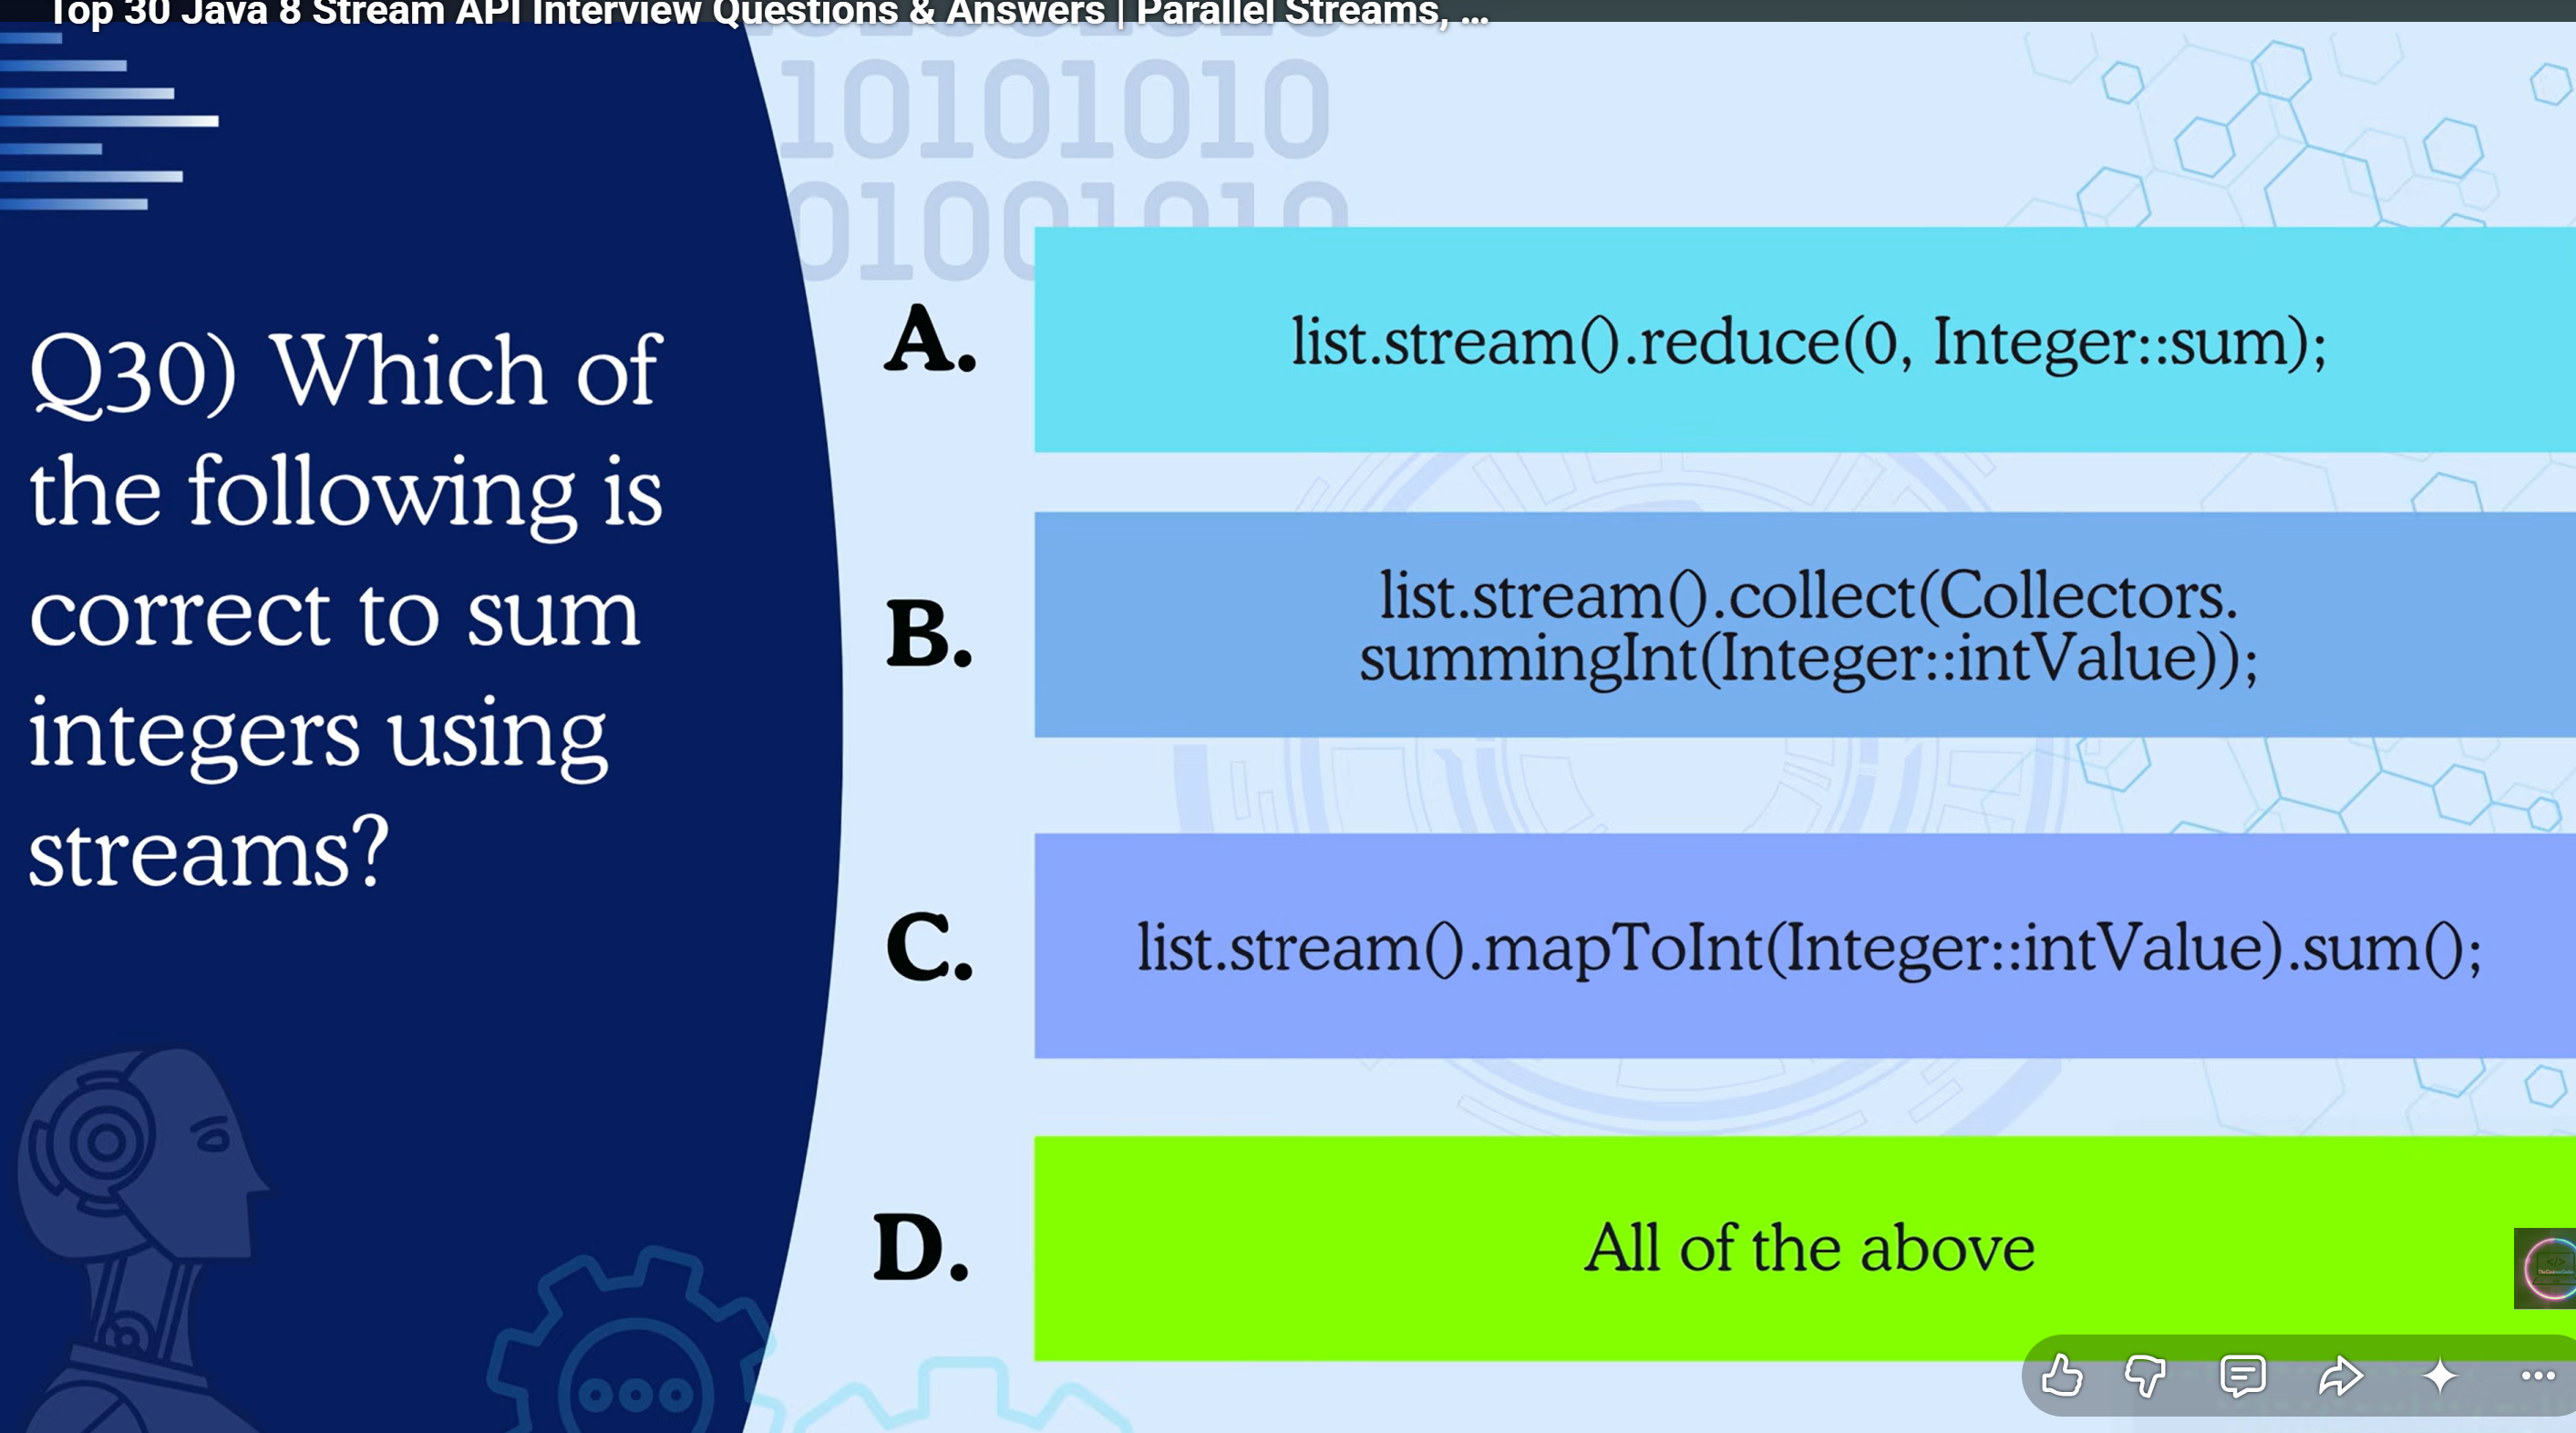 Top 30 Java 8 Stream API Interview Questions & Answers | Parallel Streams, ...
10101010
01001010
Q30) Which of
the following is
correct to sum
integers using
streams?
A.
list.stream().reduce(0, Integer::sum);
B.
list.stream().collect(Collectors.
summingInt(Integer::intValue));
C.
list.stream().mapToInt(Integer::intValue).sum();
D.
All of the above